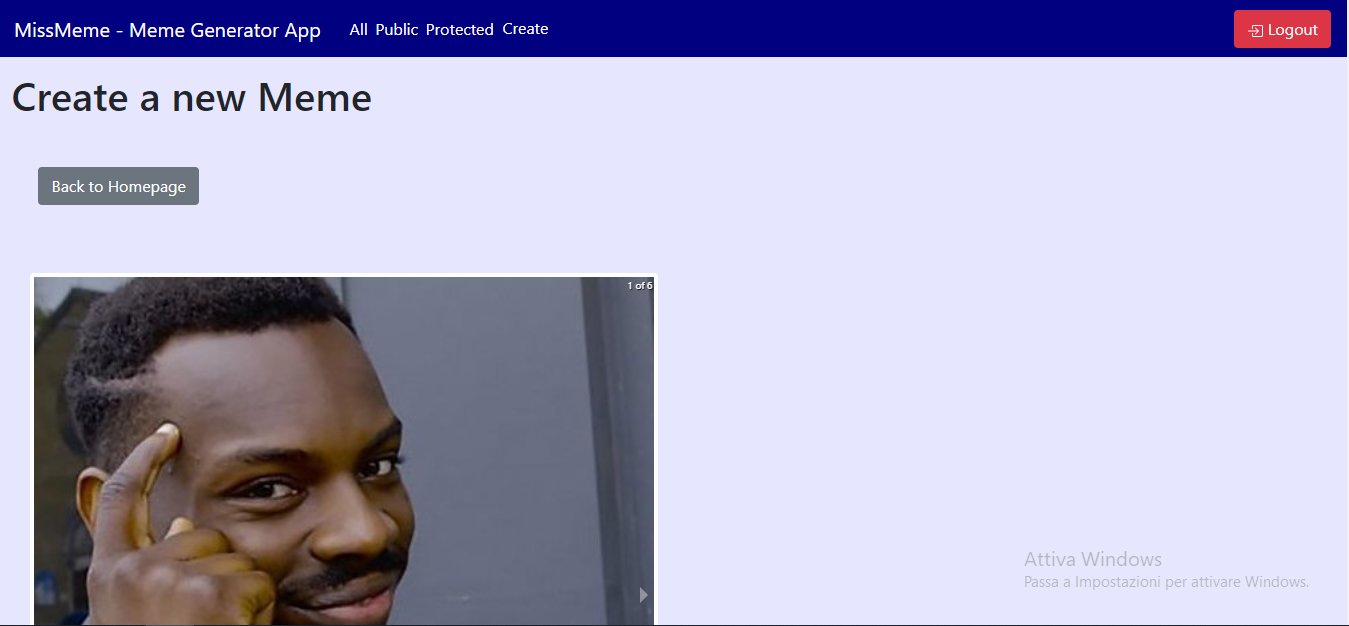 MissMeme - Meme Generator App All Public Protected Create Logout
Create a new Meme
Back to Homepage
1 of 6
Attiva Windows
Passa a Impostazioni per attivare Windows.